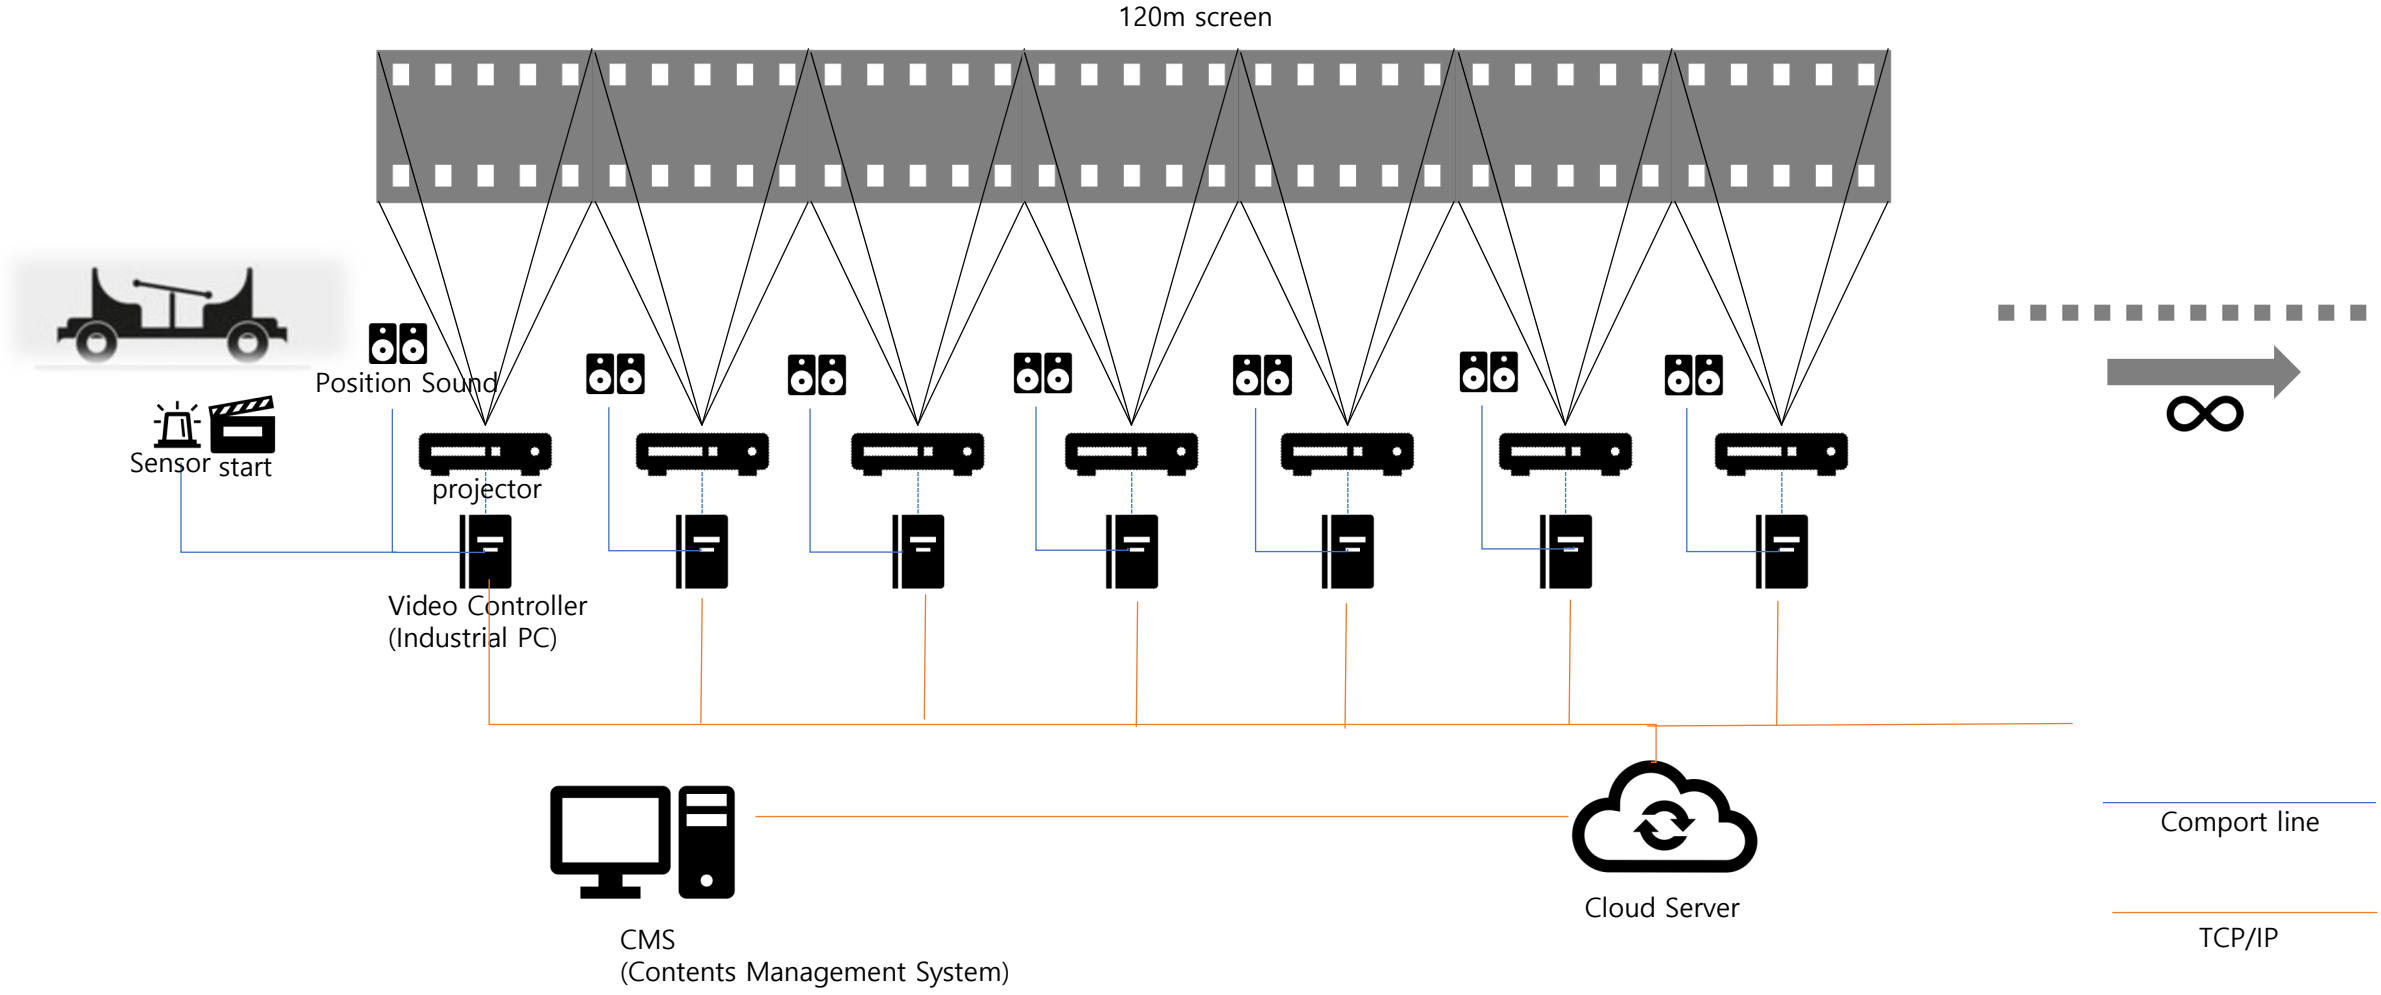 120m screen
Position Sound
Sensor
start
projector
Video Controller
(Industrial PC)
Comport line
Cloud Server
TCP/IP
CMS
(Contents Management System)